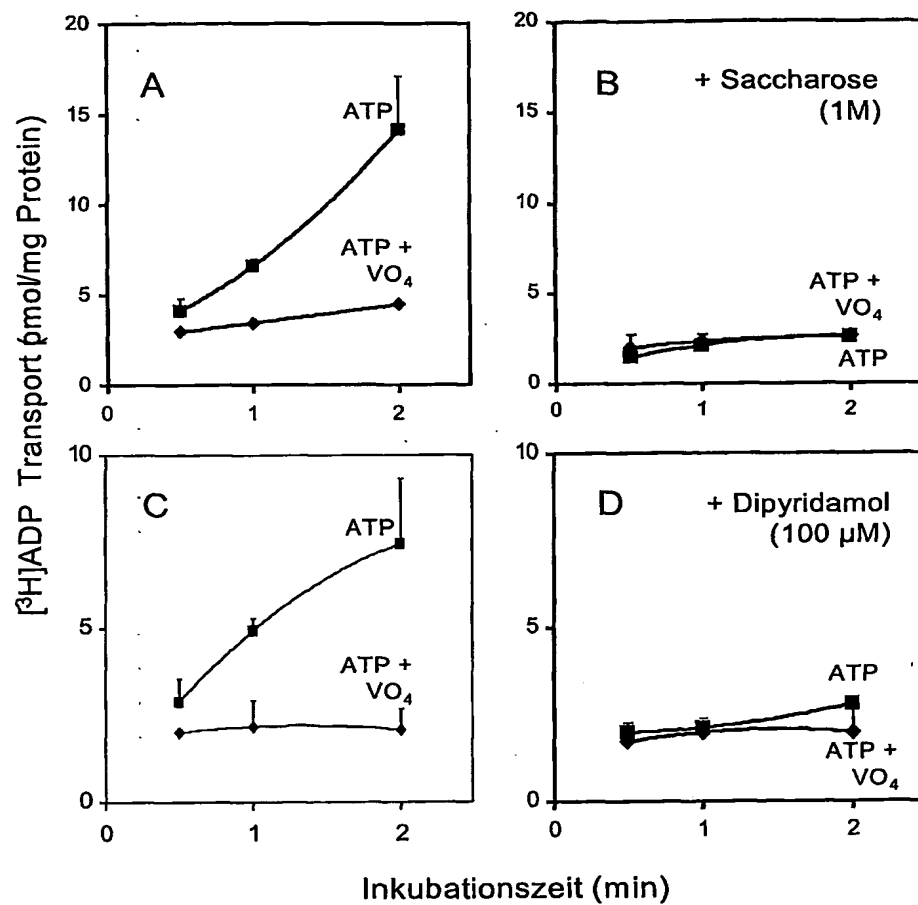 [³H]ADP Transport (pmol/mg Protein)
20
15
10
5
0
A
ATP
ATP +
VO₄
0
1
2
20
15
10
5
0
B
+ Saccharose
(1M)
ATP +
VO₄
ATP
0
1
2
10
5
0
C
ATP
ATP +
VO₄
0
1
2
10
5
0
D
+ Dipyridamol
(100 µM)
ATP
ATP +
VO₄
0
1
2
Inkubationszeit (min)